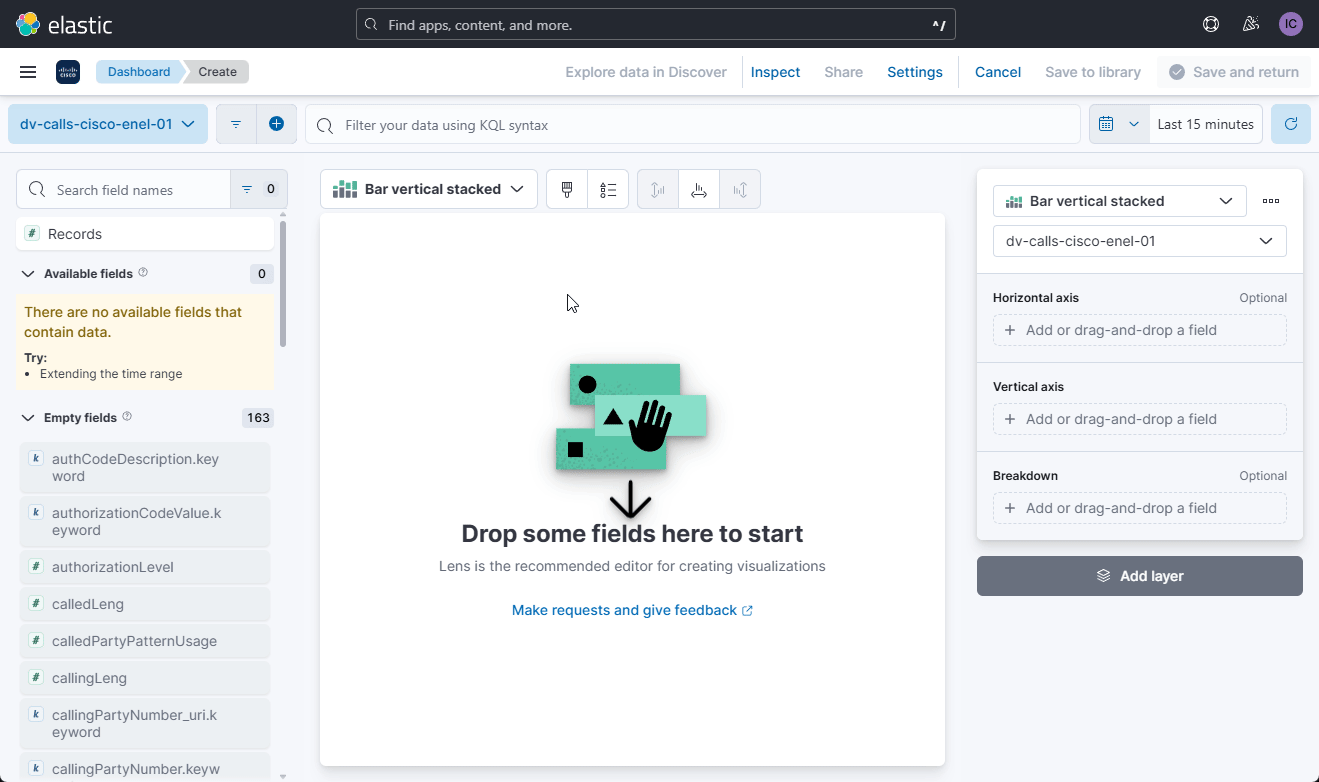 elastic
Find apps, content, and more.
^/
IC
cisco
Dashboard
Create
Explore data in Discover
Inspect
Share
Settings
Cancel
Save to library
Save and return
dv-calls-cisco-enel-01
Filter your data using KQL syntax
Last 15 minutes
Search field names
0
# Records
Available fields
0
There are no available fields that
contain data.
Try:
• Extending the time range
Empty fields
163
k authCodeDescription.key
word
k authorizationCodeValue.k
eyword
# authorizationLevel
# calledLeng
# calledPartyPatternUsage
# callingLeng
k callingPartyNumber_uri.k
eyword
k callingPartyNumber.keyw
Bar vertical stacked
Drop some fields here to start
Lens is the recommended editor for creating visualizations
Make requests and give feedback
Bar vertical stacked
dv-calls-cisco-enel-01
Horizontal axis
Optional
+ Add or drag-and-drop a field
Vertical axis
+ Add or drag-and-drop a field
Breakdown
Optional
+ Add or drag-and-drop a field
Add layer